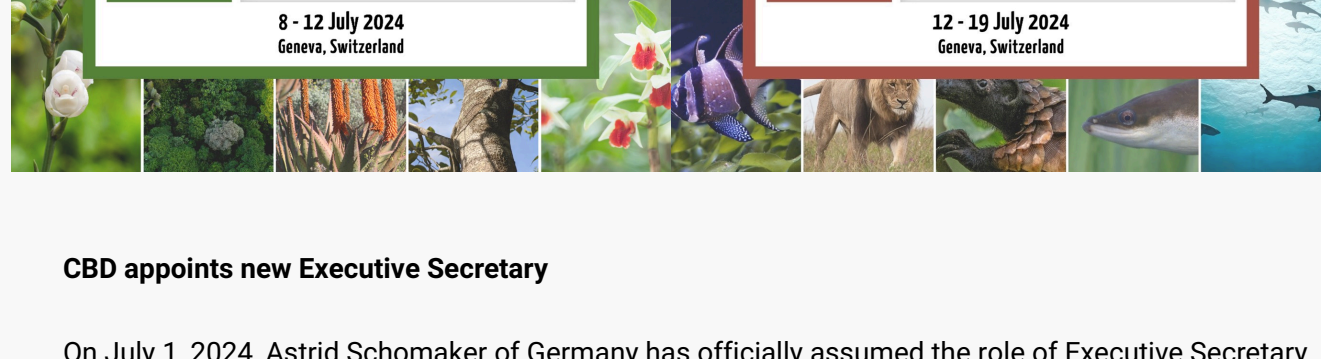 8 - 12 July 2024
Geneva, Switzerland
12 - 19 July 2024
Geneva, Switzerland
CBD appoints new Executive Secretary
On July 1, 2024, Astrid Schomaker of Germany has officially assumed the role of Executive Secretary